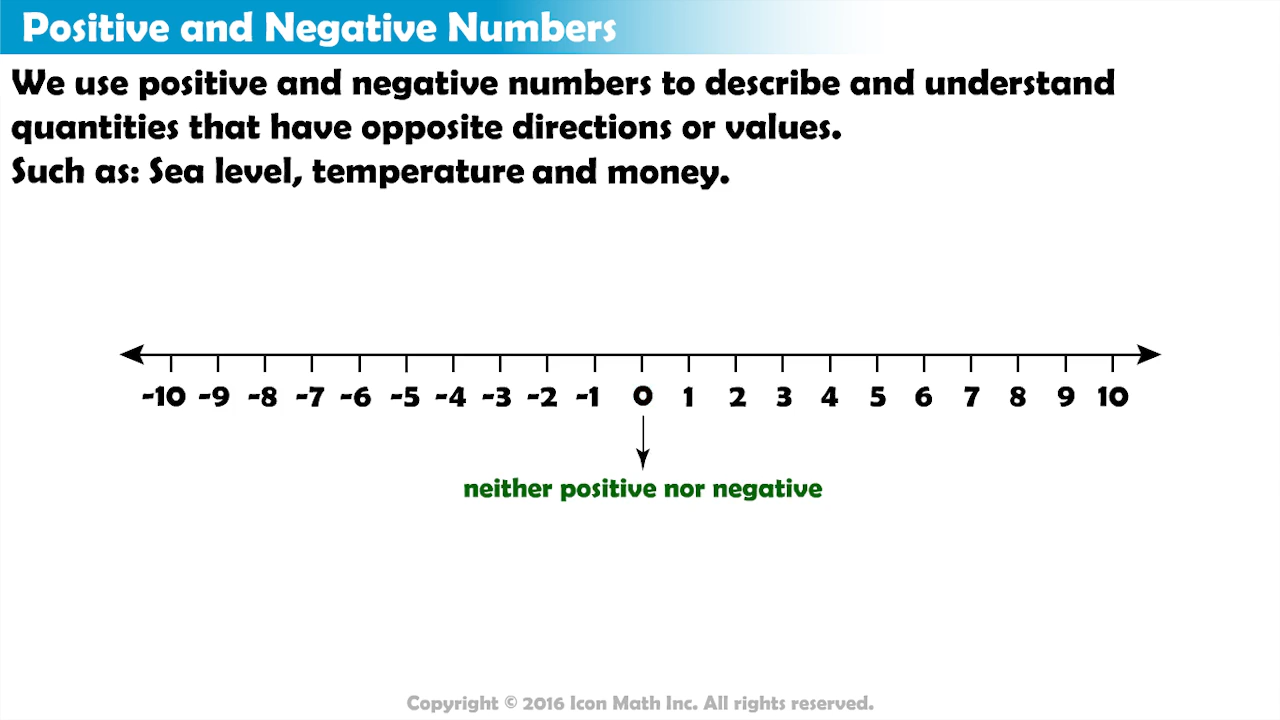 Positive and Negative Numbers
We use positive and negative numbers to describe and understand
quantities that have opposite directions or values.
Such as: Sea level, temperature and money.
-10 -9 -8 -7 -6 -5 -4 -3 -2 -1 0 1 2 3 4 5 6 7 8 9 10
neither positive nor negative
Copyright © 2016 Icon Math Inc. All rights reserved.